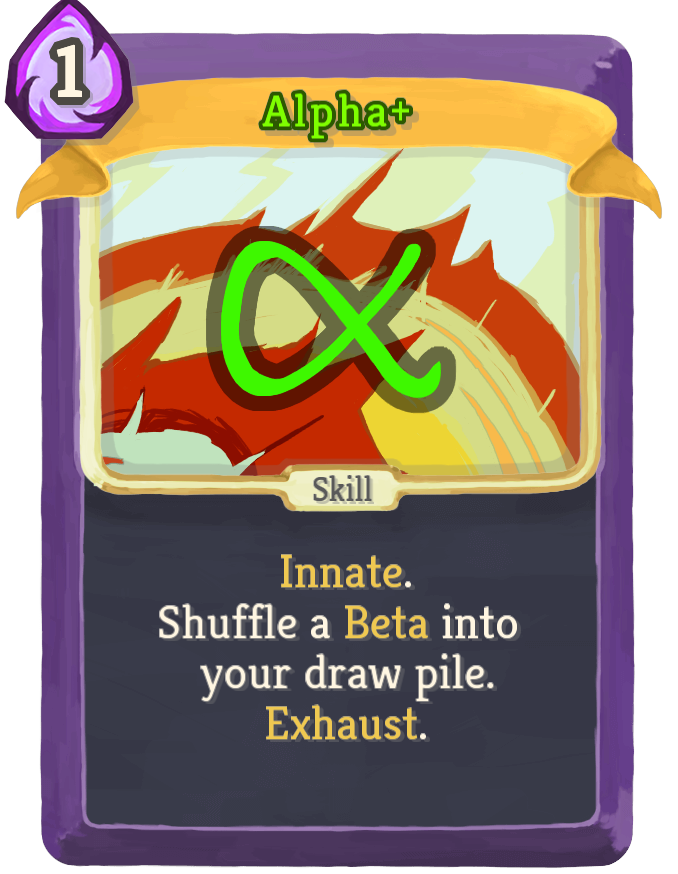 1
Alpha+
α
Skill
Innate.
Shuffle a Beta into
your draw pile.
Exhaust.